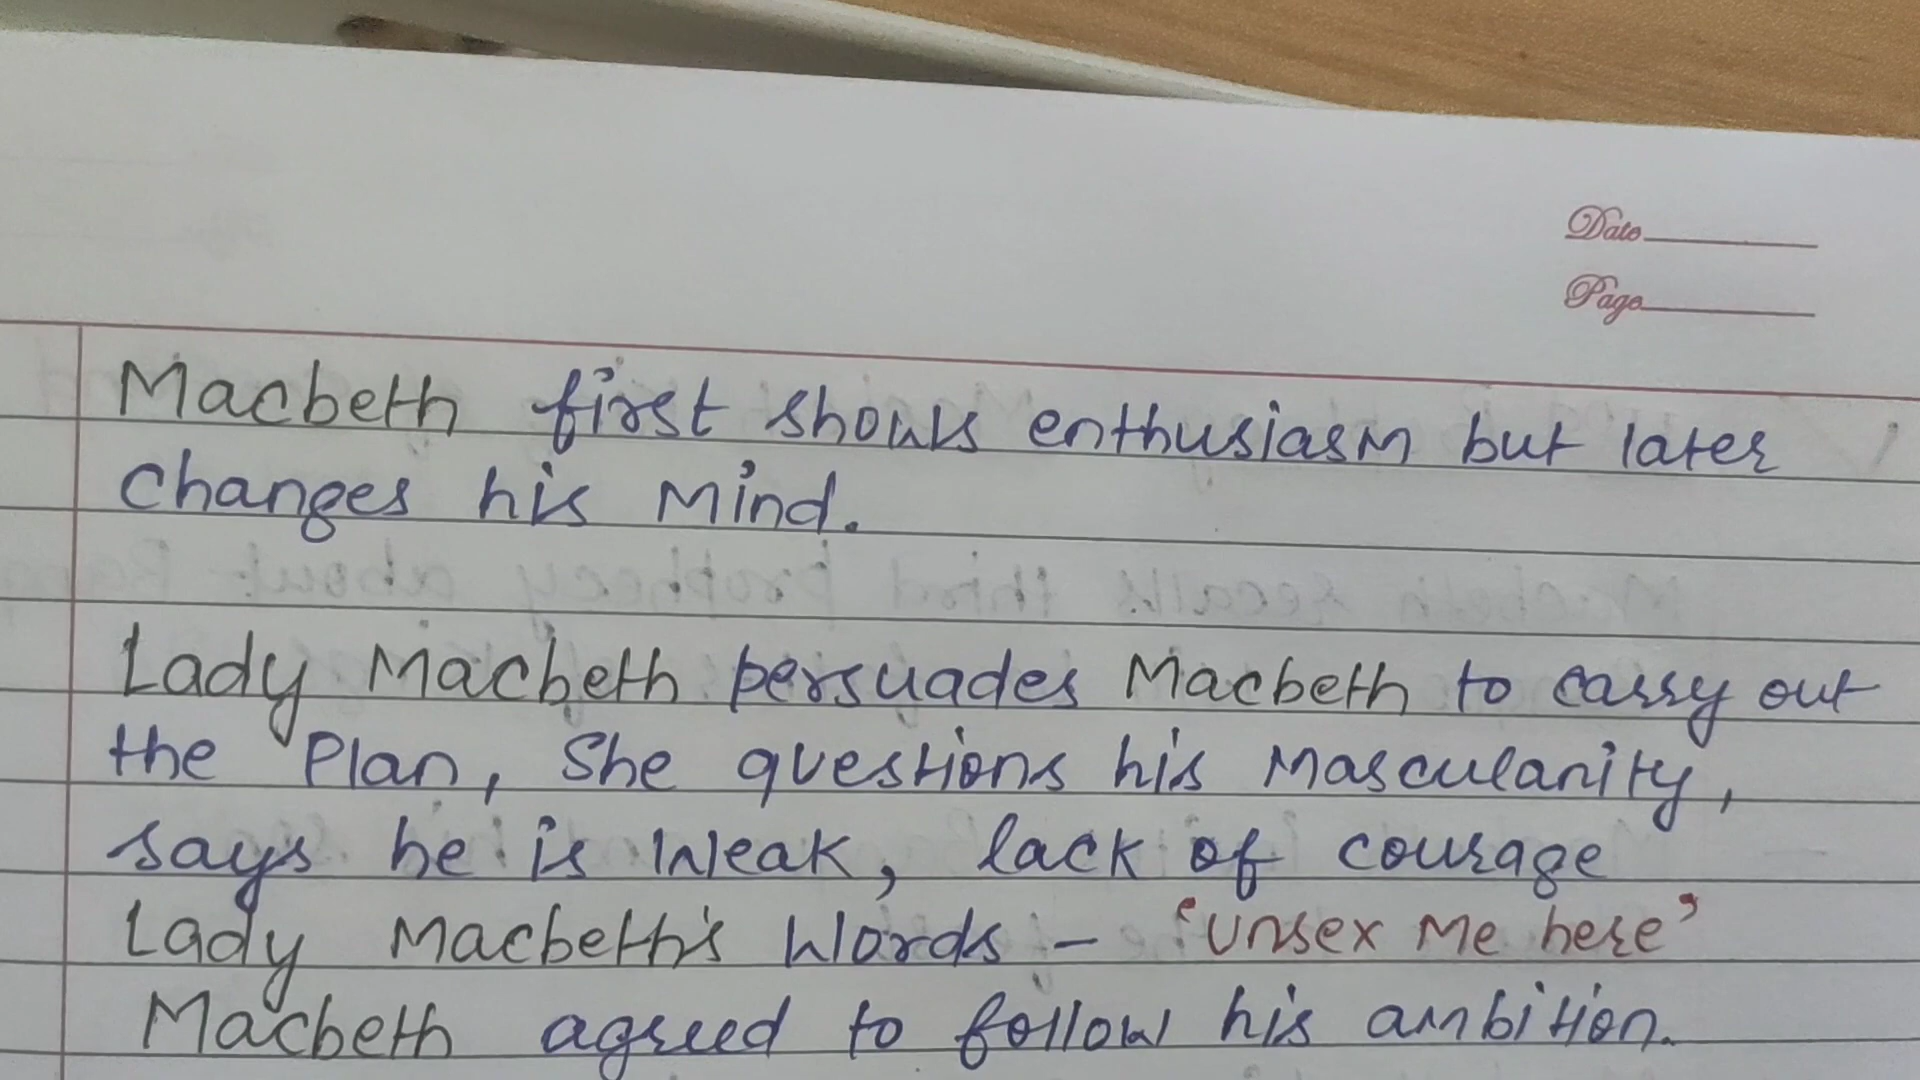 Date
Page
Macbeth first shows enthusiasm but later
changes his Mind.
Lady Macbeth persuades Macbeth to carry out
the Plan, She questions his Masculanity,
says he is Weak, lack of courage
Lady Macbeth's Words – 'Unsex Me here'
Macbeth agreed to follow his ambition.